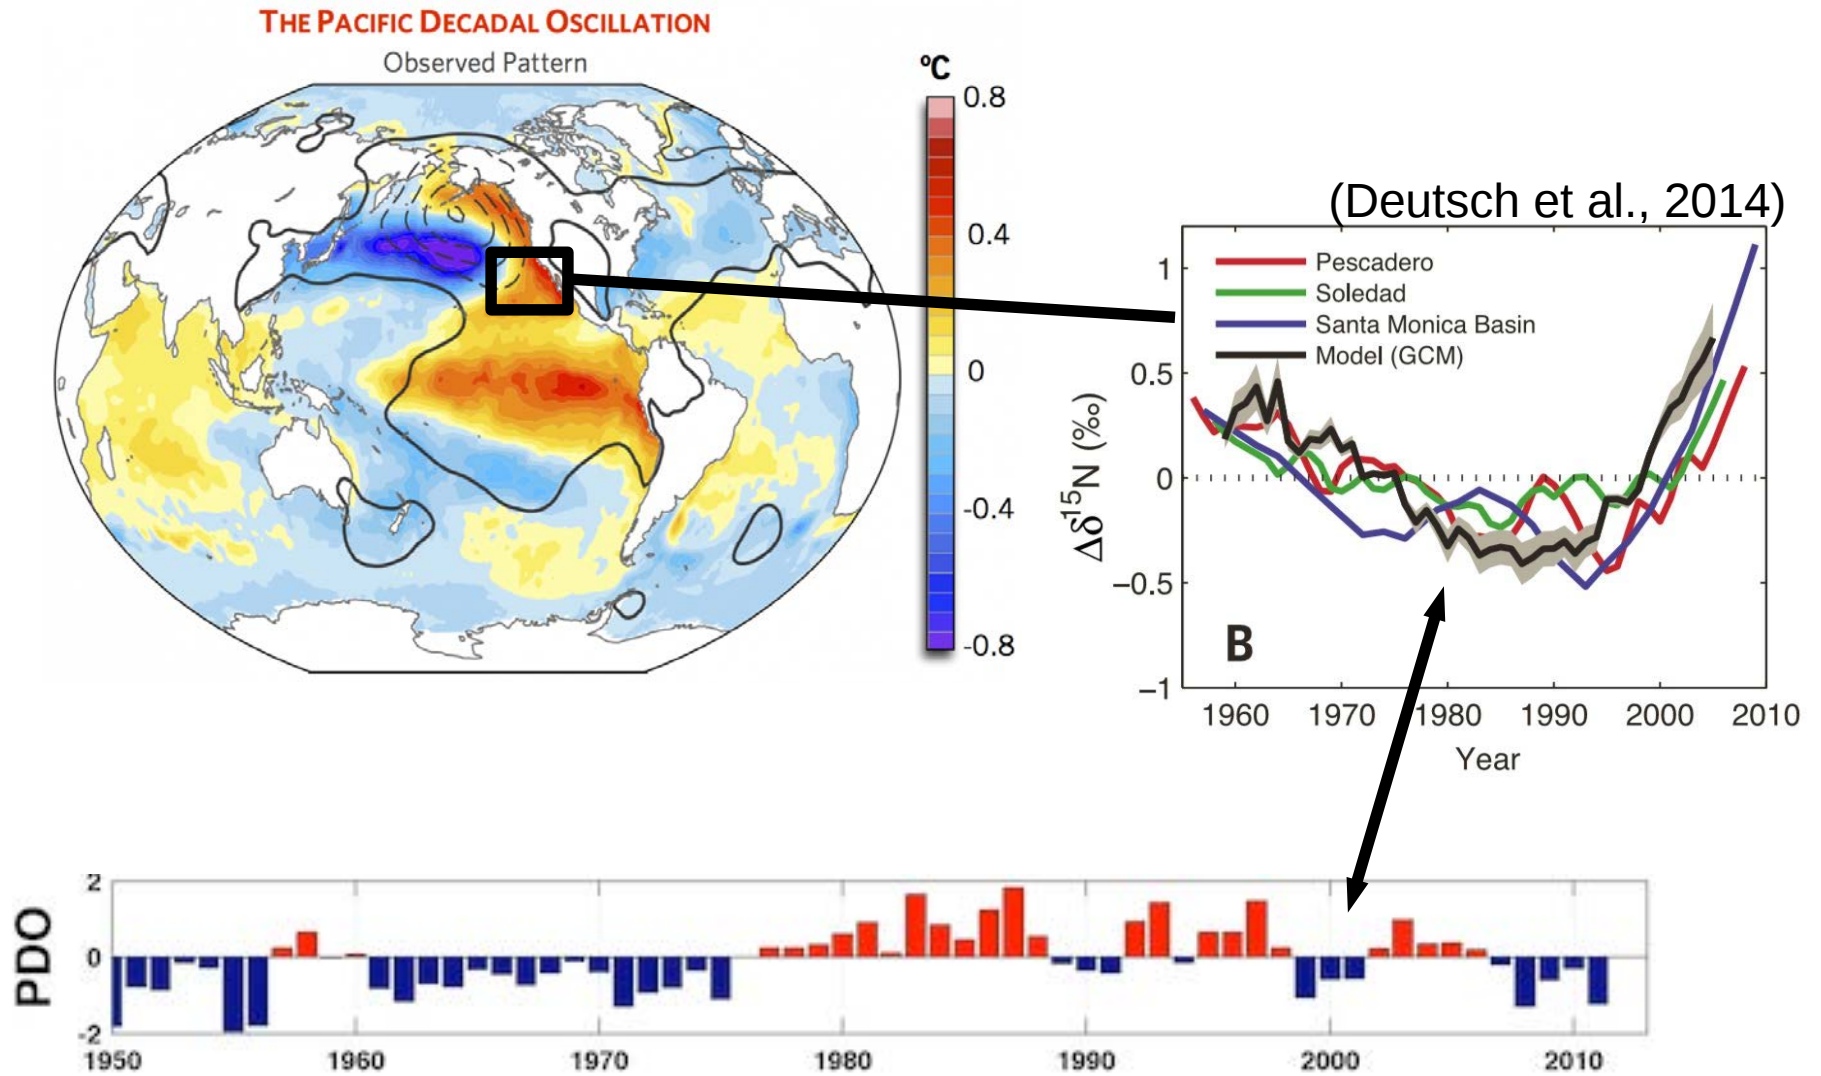 THE PACIFIC DECADAL OSCILLATION
Observed Pattern
ºC
0.8
0.4
0
-0.4
-0.8
(Deutsch et al., 2014)
Pescadero
Soledad
Santa Monica Basin
Model (GCM)
1
0.5
0
−0.5
−1
Δδ¹⁵N (‰)
B
1960 1970 1980 1990 2000 2010
Year
PDO
2
0
-2
1950 1960 1970 1980 1990 2000 2010